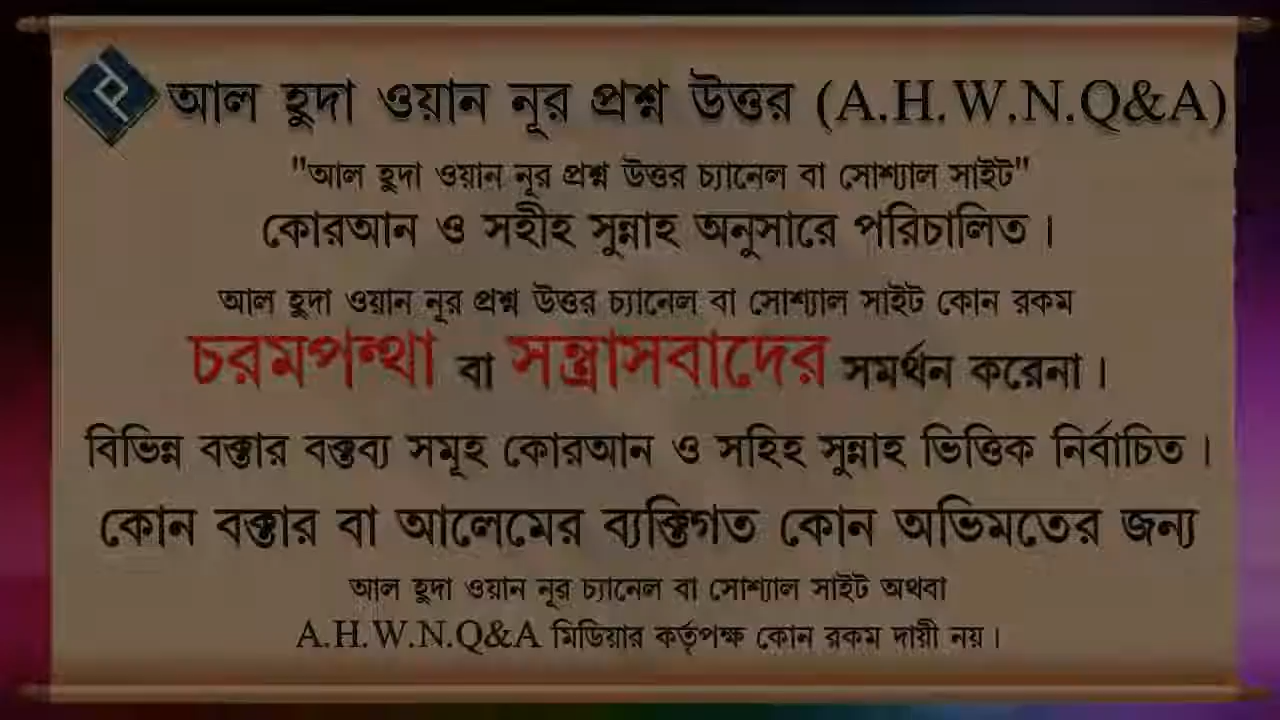 আল হুদা ওয়ান নূর প্রশ্ন উত্তর (A.H.W.N.Q&A)
"আল হুদা ওয়ান নূর প্রশ্ন উত্তর চ্যানেল বা সোশ্যাল সাইট"
কোরআন ও সহীহ সুন্নাহ অনুসারে পরিচালিত ।
আল হুদা ওয়ান নূর প্রশ্ন উত্তর চ্যানেল বা সোশ্যাল সাইট কোন রকম
চরমপন্থা বা সন্ত্রাসবাদের সমর্থন করেনা ।
বিভিন্ন বক্তার বক্তব্য সমূহ কোরআন ও সহিহ সুন্নাহ ভিত্তিক নির্বাচিত ।
কোন বক্তার বা আলেমের ব্যক্তিগত কোন অভিমতের জন্য
আল হুদা ওয়ান নূর চ্যানেল বা সোশ্যাল সাইট অথবা
A.H.W.N.Q&A মিডিয়ার কর্তৃপক্ষ কোন রকম দায়ী নয় ।